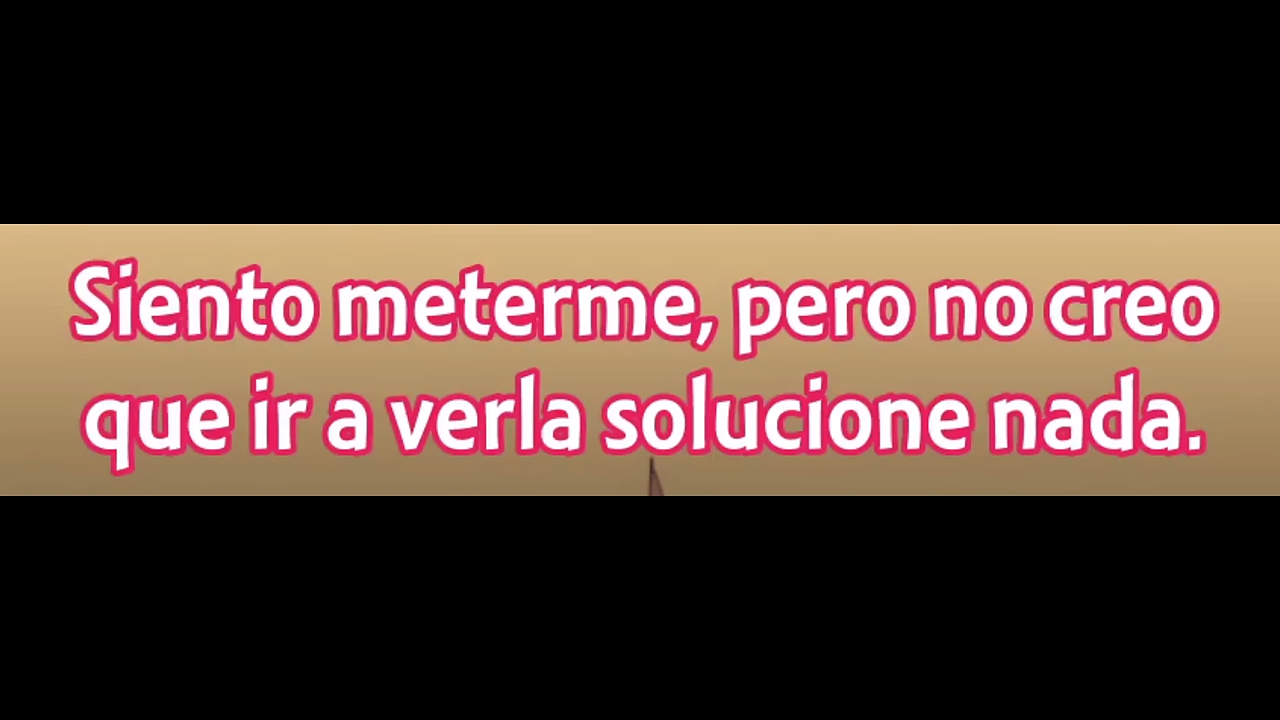 Siento meterme, pero no creo
que ir a verla solucione nada.